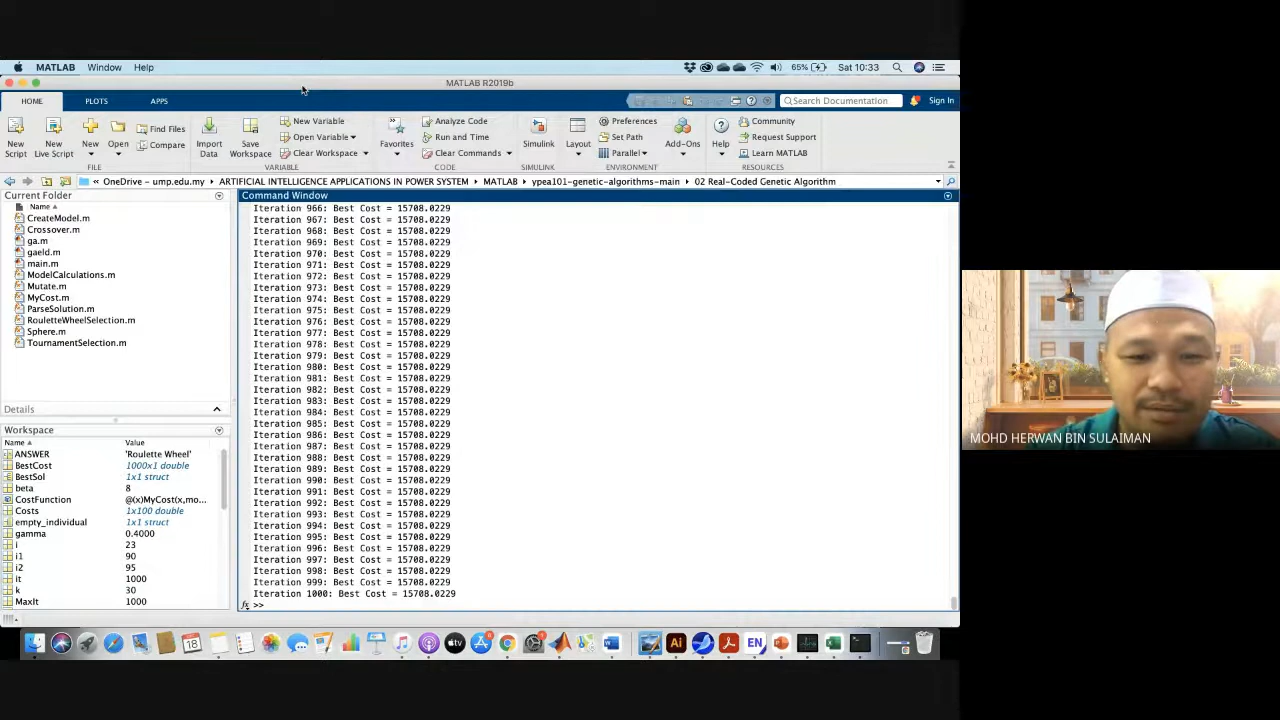 MATLAB Window Help 65% Sat 10:33
MATLAB R2019b
HOME PLOTS APPS Search Documentation Sign In
New Script
New Live Script
New
Open
Find Files
Compare
Import Data
Save Workspace
New Variable
Open Variable
Clear Workspace
Favorites
Analyze Code
Run and Time
Clear Commands
Simulink
Layout
Preferences
Set Path
Parallel
Add-Ons
Help
Community
Request Support
Learn MATLAB
FILE VARIABLE CODE SIMULINK ENVIRONMENT RESOURCES
« OneDrive - ump.edu.my ▸ ARTIFICIAL INTELLIGENCE APPLICATIONS IN POWER SYSTEM ▸ MATLAB ▸ ypea101-genetic-algorithms-main ▸ 02 Real-Coded Genetic Algorithm
Current Folder
Name
CreateModel.m
Crossover.m
ga.m
gaeld.m
main.m
ModelCalculations.m
Mutate.m
MyCost.m
ParseSolution.m
RouletteWheelSelection.m
Sphere.m
TournamentSelection.m
Details
Workspace
Name Value
ANSWER 'Roulette Wheel'
BestCost 1000x1 double
BestSol 1x1 struct
beta 8
CostFunction @(x)MyCost(x,mo...
Costs 1x100 double
empty_individual 1x1 struct
gamma 0.4000
i 23
i1 90
i2 95
it 1000
k 30
MaxIt 1000
Command Window
Iteration 966: Best Cost = 15708.0229
Iteration 967: Best Cost = 15708.0229
Iteration 968: Best Cost = 15708.0229
Iteration 969: Best Cost = 15708.0229
Iteration 970: Best Cost = 15708.0229
Iteration 971: Best Cost = 15708.0229
Iteration 972: Best Cost = 15708.0229
Iteration 973: Best Cost = 15708.0229
Iteration 974: Best Cost = 15708.0229
Iteration 975: Best Cost = 15708.0229
Iteration 976: Best Cost = 15708.0229
Iteration 977: Best Cost = 15708.0229
Iteration 978: Best Cost = 15708.0229
Iteration 979: Best Cost = 15708.0229
Iteration 980: Best Cost = 15708.0229
Iteration 981: Best Cost = 15708.0229
Iteration 982: Best Cost = 15708.0229
Iteration 983: Best Cost = 15708.0229
Iteration 984: Best Cost = 15708.0229
Iteration 985: Best Cost = 15708.0229
Iteration 986: Best Cost = 15708.0229
Iteration 987: Best Cost = 15708.0229
Iteration 988: Best Cost = 15708.0229
Iteration 989: Best Cost = 15708.0229
Iteration 990: Best Cost = 15708.0229
Iteration 991: Best Cost = 15708.0229
Iteration 992: Best Cost = 15708.0229
Iteration 993: Best Cost = 15708.0229
Iteration 994: Best Cost = 15708.0229
Iteration 995: Best Cost = 15708.0229
Iteration 996: Best Cost = 15708.0229
Iteration 997: Best Cost = 15708.0229
Iteration 998: Best Cost = 15708.0229
Iteration 999: Best Cost = 15708.0229
Iteration 1000: Best Cost = 15708.0229
fx >>
18 tv Ai EN
MOHD HERWAN BIN SULAIMAN